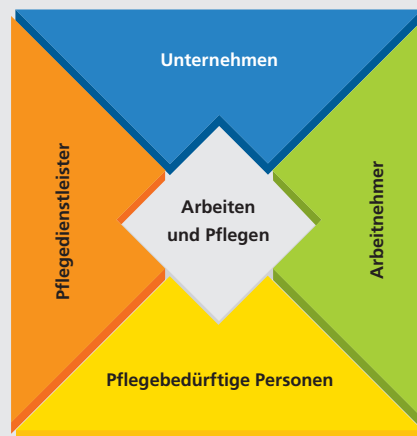 Unternehmen
Pflegedienstleister
Arbeiten
und Pflegen
Arbeitnehmer
Pflegebedürftige Personen